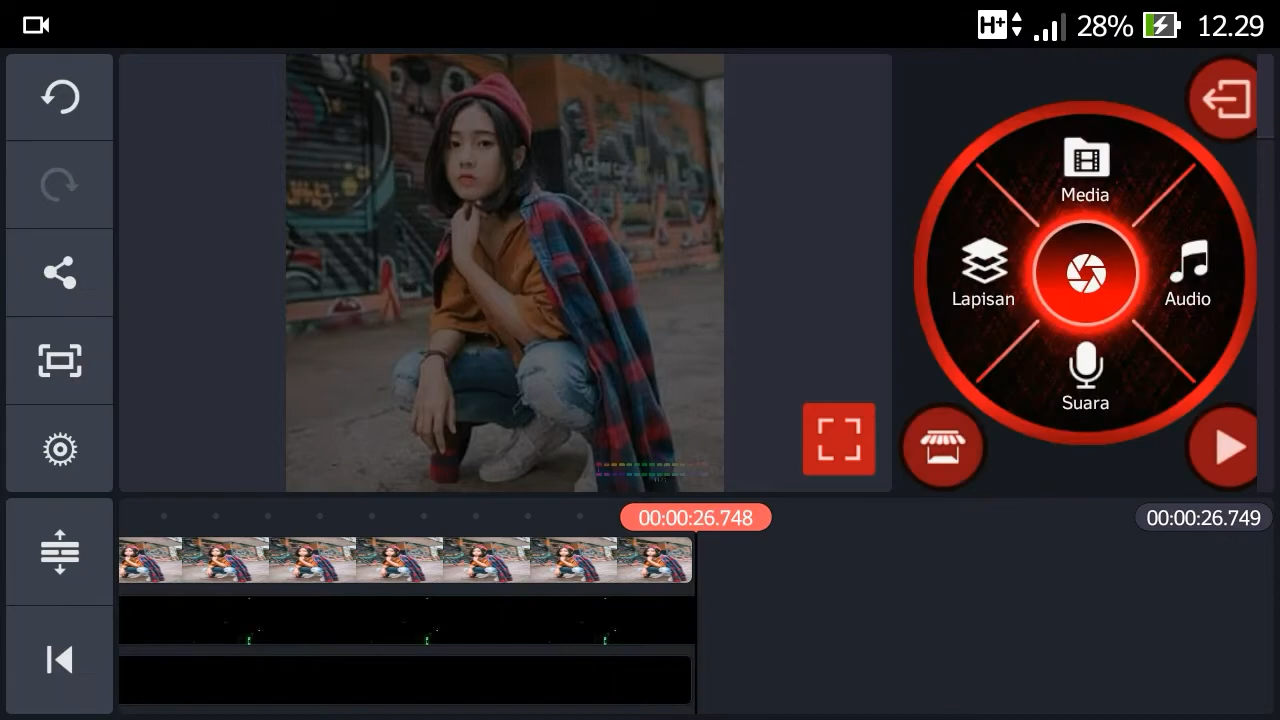 H+ 28% 12.29
Media
Lapisan
Audio
Suara
00:00:26.748
00:00:26.749